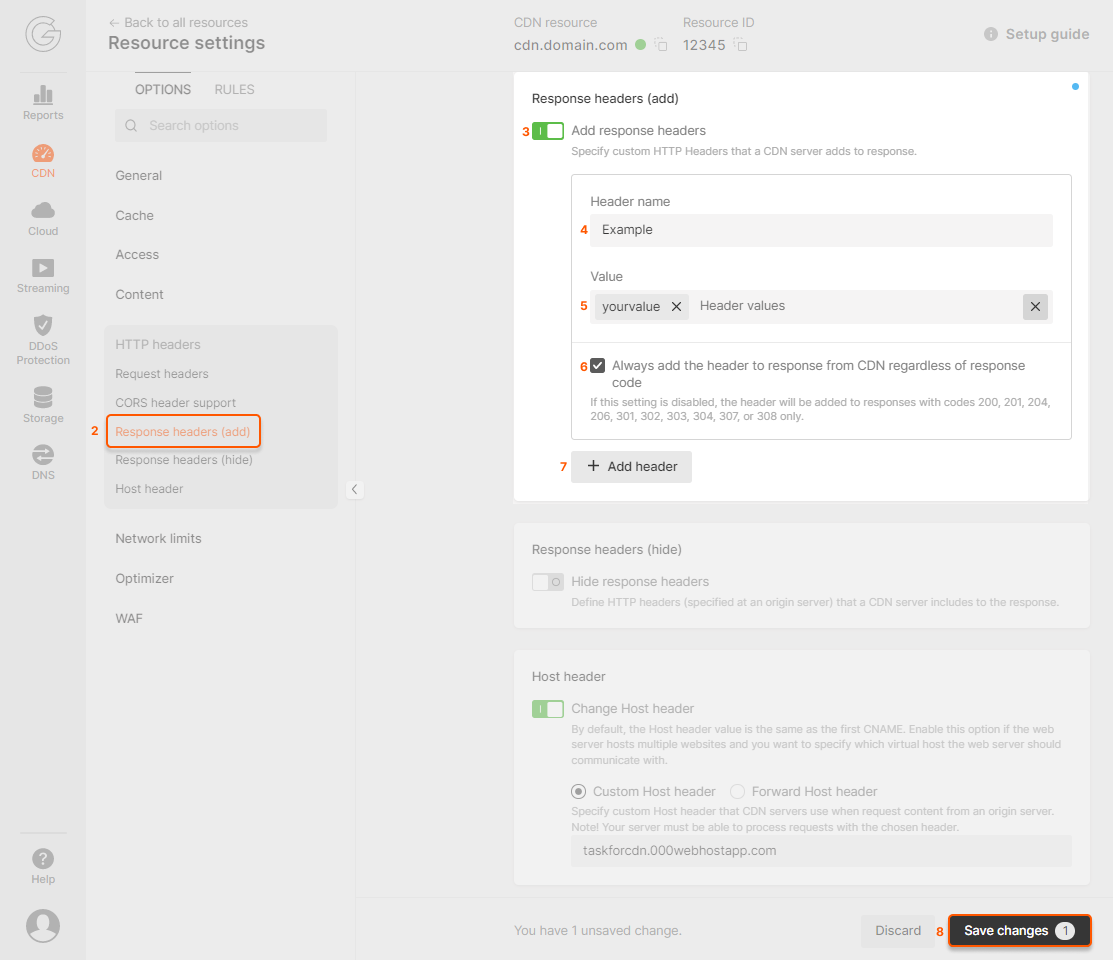 ← Back to all resources
Resource settings
CDN resource
cdn.domain.com
Resource ID
12345
Setup guide
Reports
CDN
Cloud
Streaming
DDoS
Protection
Storage
DNS
Help
OPTIONS
RULES
Search options
General
Cache
Access
Content
HTTP headers
Request headers
CORS header support
2
Response headers (add)
Response headers (hide)
Host header
Network limits
Optimizer
WAF
Response headers (add)
3
Add response headers
Specify custom HTTP Headers that a CDN server adds to response.
Header name
4
Example
Value
5
yourvalue
Header values
6
Always add the header to response from CDN regardless of response
code
If this setting is disabled, the header will be added to responses with codes 200, 201, 204,
206, 301, 302, 303, 304, 307, or 308 only.
7
+ Add header
Response headers (hide)
Hide response headers
Define HTTP headers (specified at an origin server) that a CDN server includes to the response.
Host header
Change Host header
By default, the Host header value is the same as the first CNAME. Enable this option if the web
server hosts multiple websites and you want to specify which virtual host the web server should
communicate with.
Custom Host header
Forward Host header
Specify custom Host header that CDN servers use when request content from an origin server.
Note! Your server must be able to process requests with the chosen header.
taskforcdn.000webhostapp.com
You have 1 unsaved change.
Discard
8
Save changes 1